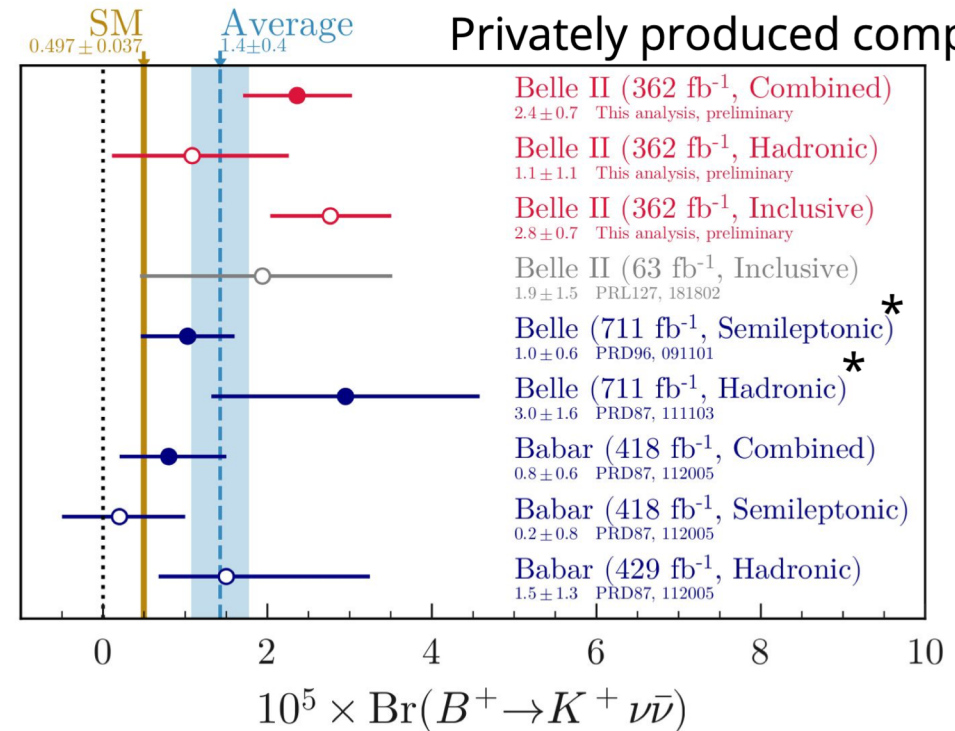 SM
0.497±0.037
Average
1.4±0.4
Privately produced comp
Belle II (362 fb⁻¹, Combined)
2.4±0.7 This analysis, preliminary
Belle II (362 fb⁻¹, Hadronic)
1.1±1.1 This analysis, preliminary
Belle II (362 fb⁻¹, Inclusive)
2.8±0.7 This analysis, preliminary
Belle II (63 fb⁻¹, Inclusive)
1.9±1.5 PRL127, 181802
Belle (711 fb⁻¹, Semileptonic)*
1.0±0.6 PRD96, 091101
Belle (711 fb⁻¹, Hadronic)*
3.0±1.6 PRD87, 111103
Babar (418 fb⁻¹, Combined)
0.8±0.6 PRD87, 112005
Babar (418 fb⁻¹, Semileptonic)
0.2±0.8 PRD87, 112005
Babar (429 fb⁻¹, Hadronic)
1.5±1.3 PRD87, 112005
0 2 4 6 8 10
10⁵ × Br(B⁺→K⁺νν̄)